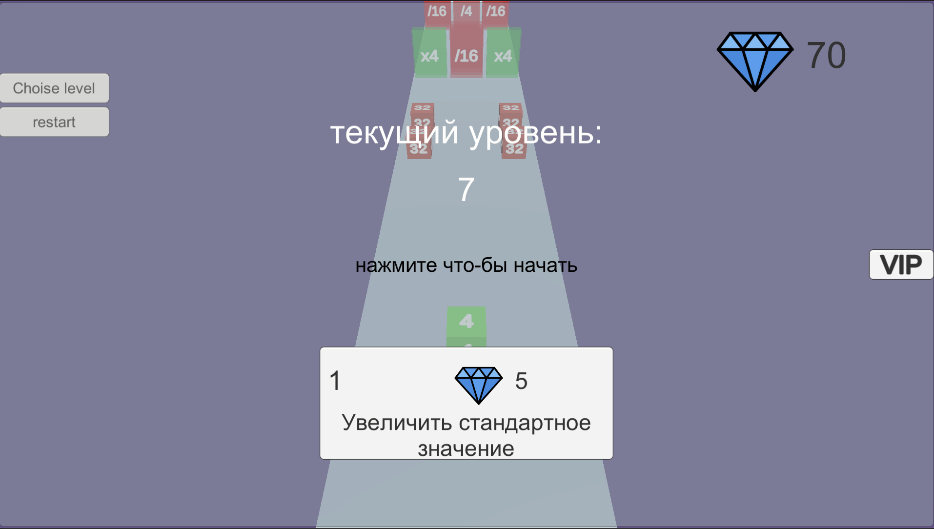 /16 /4 /16
x4 /16 x4
70
Choise level
restart
32 32
32 32
32 32
текущий уровень:
7
нажмите что-бы начать
VIP
4
1 5
Увеличить стандартное
значение